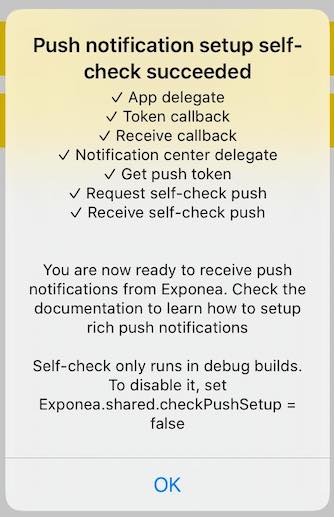 Push notification setup self-
check succeeded
✓ App delegate
✓ Token callback
✓ Receive callback
✓ Notification center delegate
✓ Get push token
✓ Request self-check push
✓ Receive self-check push
You are now ready to receive push
notifications from Exponea. Check the
documentation to learn how to setup
rich push notifications
Self-check only runs in debug builds.
To disable it, set
Exponea.shared.checkPushSetup =
false
OK